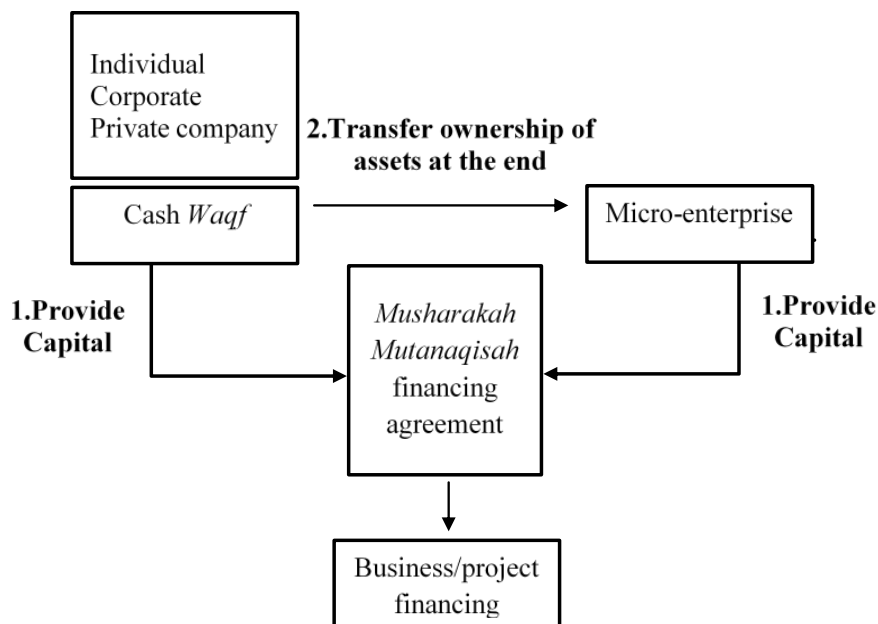 Individual
Corporate
Private company
2.Transfer ownership of
assets at the end
Cash Waqf
Micro-enterprise
1.Provide
Capital
Musharakah
Mutanaqisah
financing
agreement
1.Provide
Capital
Business/project
financing